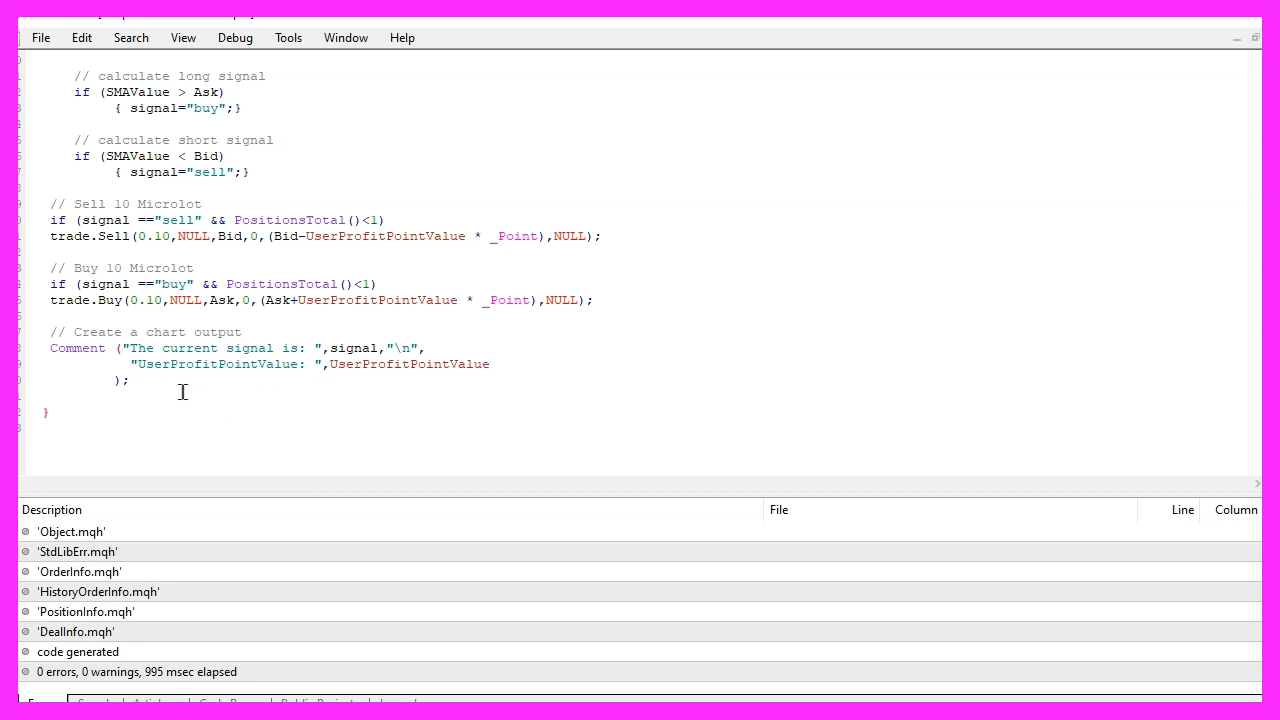 File Edit Search View Debug Tools Window Help
// calculate long signal
if (SMAValue > Ask)
{ signal="buy";}
// calculate short signal
if (SMAValue < Bid)
{ signal="sell";}
// Sell 10 Microlot
if (signal =="sell" && PositionsTotal()<1)
trade.Sell(0.10,NULL,Bid,0,(Bid-UserProfitPointValue * _Point),NULL);
// Buy 10 Microlot
if (signal =="buy" && PositionsTotal()<1)
trade.Buy(0.10,NULL,Ask,0,(Ask+UserProfitPointValue * _Point),NULL);
// Create a chart output
Comment ("The current signal is: ",signal,"\n",
"UserProfitPointValue: ",UserProfitPointValue
);
}
Description File Line Column
'Object.mqh'
'StdLibErr.mqh'
'OrderInfo.mqh'
'HistoryOrderInfo.mqh'
'PositionInfo.mqh'
'DealInfo.mqh'
code generated
0 errors, 0 warnings, 995 msec elapsed